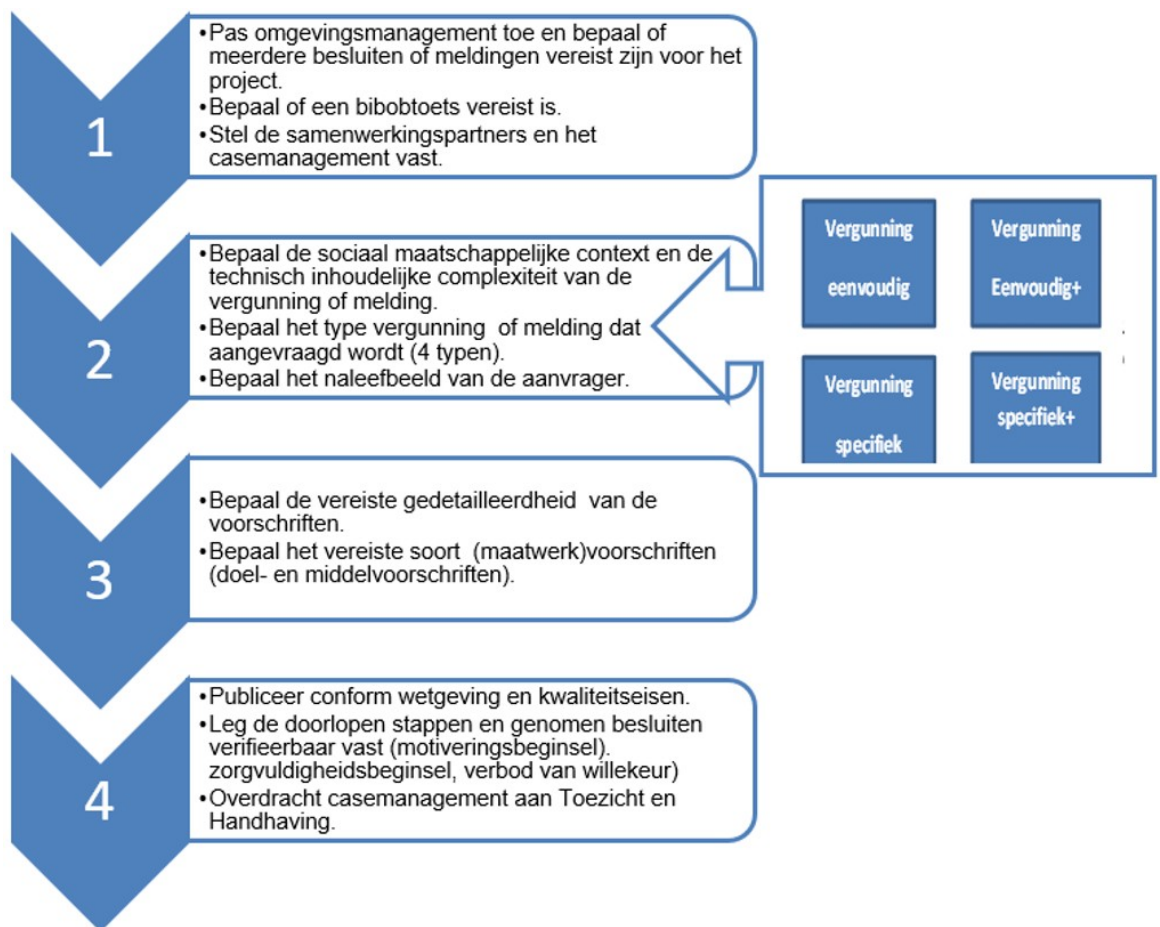 1
•Pas omgevingsmanagement toe en bepaal of
meerdere besluiten of meldingen vereist zijn voor het
project.
•Bepaal of een bibobtoets vereist is.
•Stel de samenwerkingspartners en het
casemanagement vast.
2
•Bepaal de sociaal maatschappelijke context en de
technisch inhoudelijke complexiteit van de
vergunning of melding.
•Bepaal het type vergunning of melding dat
aangevraagd wordt (4 typen).
•Bepaal het naleefbeeld van de aanvrager.
Vergunning
eenvoudig
Vergunning
Eenvoudig+
Vergunning
specifiek
Vergunning
specifiek+
3
•Bepaal de vereiste gedetailleerdheid van de
voorschriften.
•Bepaal het vereiste soort (maatwerk)voorschriften
(doel- en middelvoorschriften).
4
•Publiceer conform wetgeving en kwaliteitseisen.
•Leg de doorlopen stappen en genomen besluiten
verifieerbaar vast (motiveringsbeginsel).
zorgvuldigheidsbeginsel, verbod van willekeur)
•Overdracht casemanagement aan Toezicht en
Handhaving.